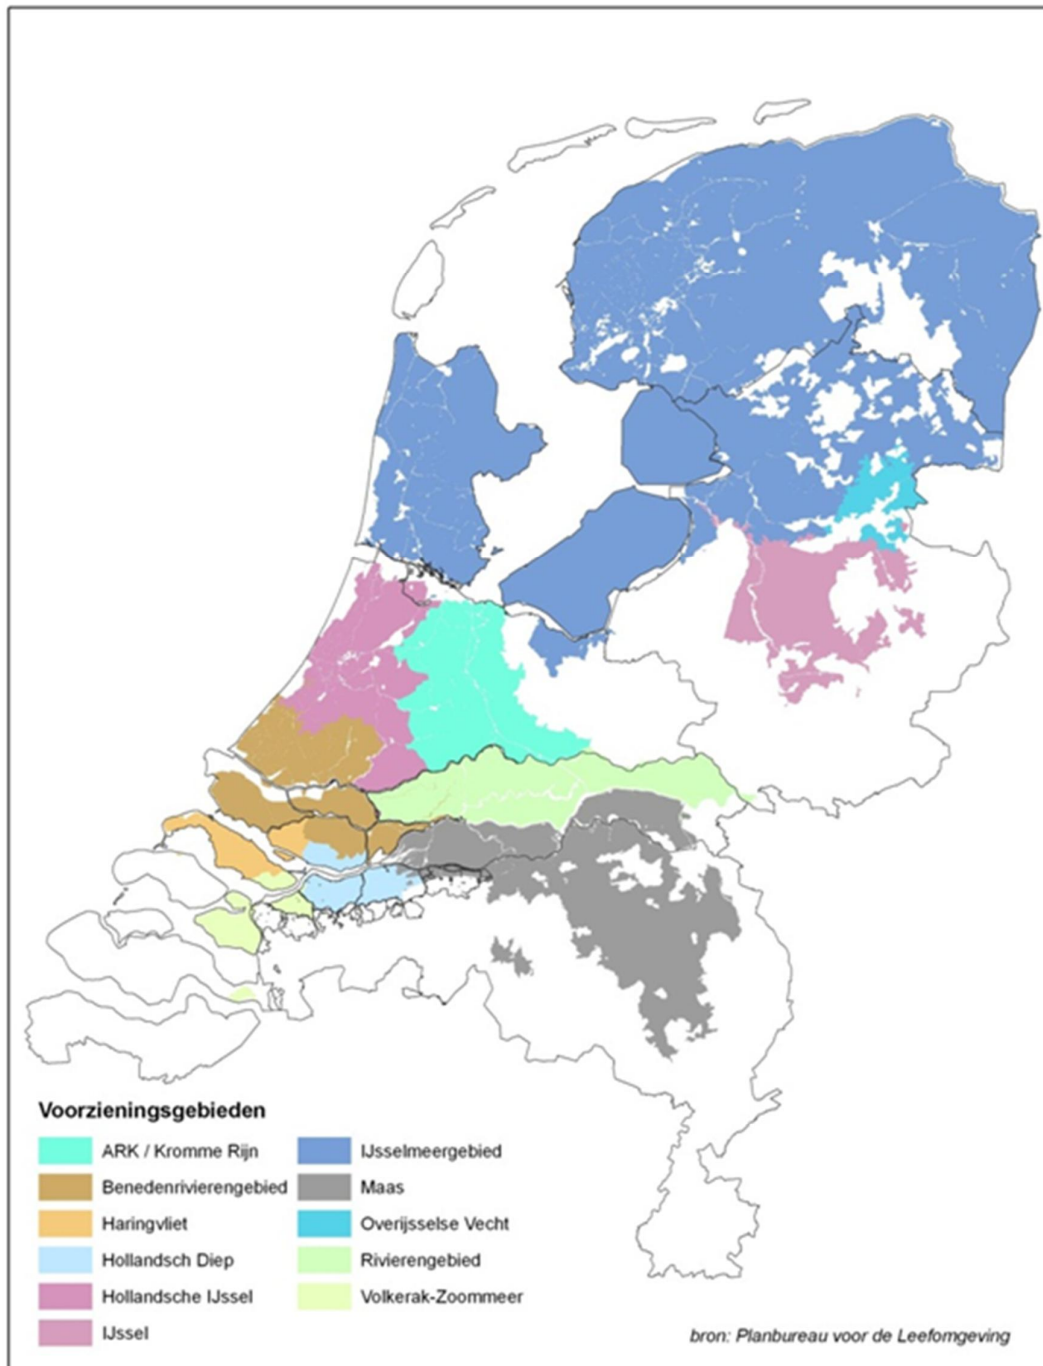 Voorzieningsgebieden
ARK / Kromme Rijn
Benedenrivierengebied
Haringvliet
Hollandsch Diep
Hollandsche IJssel
IJssel
IJsselmeergebied
Maas
Overijsselse Vecht
Rivierengebied
Volkerak-Zoommeer
bron: Planbureau voor de Leefomgeving